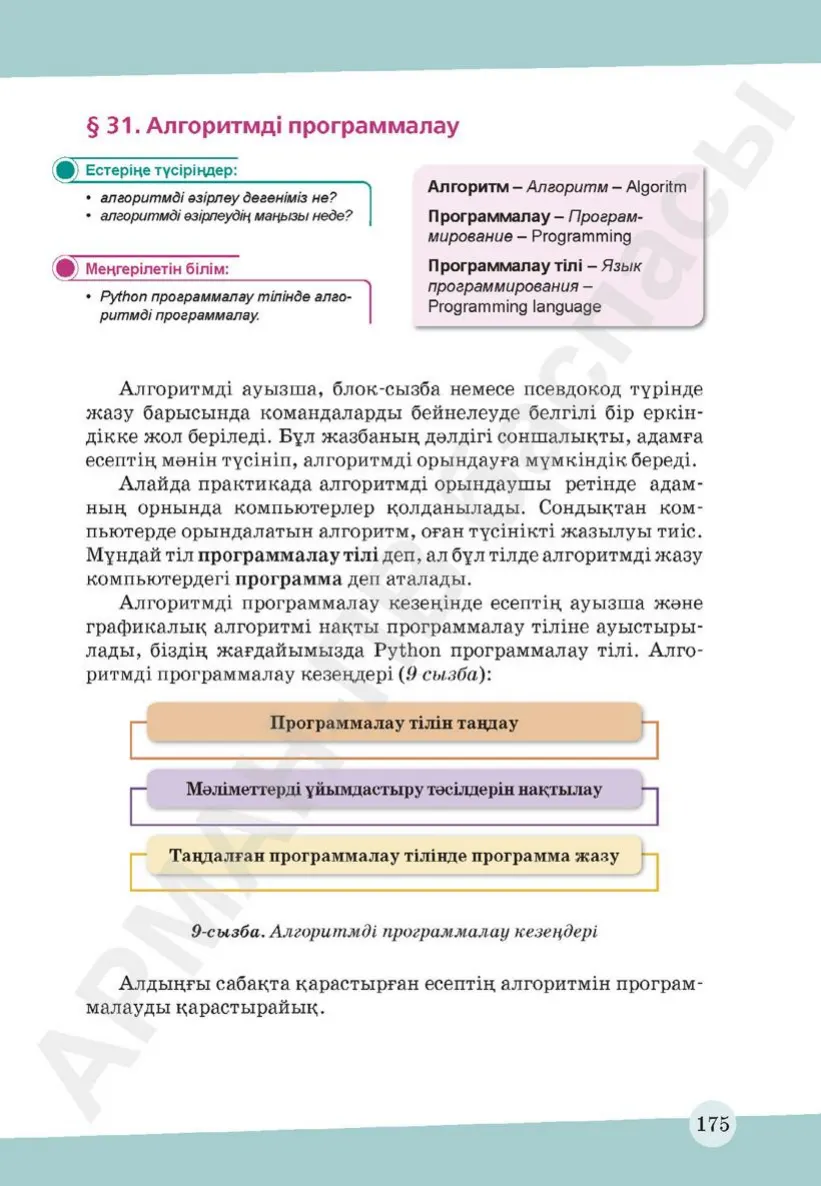 § 31. Алгоритмді программалау
Естеріңе түсіріңдер:
• алгоритмді әзірлеу дегеніміз не?
• алгоритмді әзірлеудің маңызы неде?
Меңгерілетін білім:
• Python программалау тілінде алго-
ритмді программалау.
Алгоритм – Алгоритм – Algoritm
Программалау – Програм-
мирование – Programming
Программалау тілі – Язык
программирования –
Programming language
Алгоритмді ауызша, блок-сызба немесе псевдокод түрінде
жазу барысында командаларды бейнелеуде белгілі бір еркін-
дікке жол беріледі. Бұл жазбаның дәлдігі соншалықты, адамға
есептің мәнін түсініп, алгоритмді орындауға мүмкіндік береді.
Алайда практикада алгоритмді орындаушы ретінде адам-
ның орнында компьютерлер қолданылады. Сондықтан ком-
пьютерде орындалатын алгоритм, оған түсінікті жазылуы тиіс.
Мұндай тіл программалау тілі деп, ал бұл тілде алгоритмді жазу
компьютердегі программа деп аталады.
Алгоритмді программалау кезеңінде есептің ауызша және
графикалық алгоритмі нақты программалау тіліне ауыстыры-
лады, біздің жағдайымызда Python программалау тілі. Алго-
ритмді программалау кезеңдері (9 сызба):
Программалау тілін таңдау
Мәліметтерді ұйымдастыру тәсілдерін нақтылау
Таңдалған программалау тілінде программа жазу
9-сызба. Алгоритмді программалау кезеңдері
Алдыңғы сабақта қарастырған есептің алгоритмін програм-
малауды қарастырайық.
175
АРМАН-ПВ баспасы